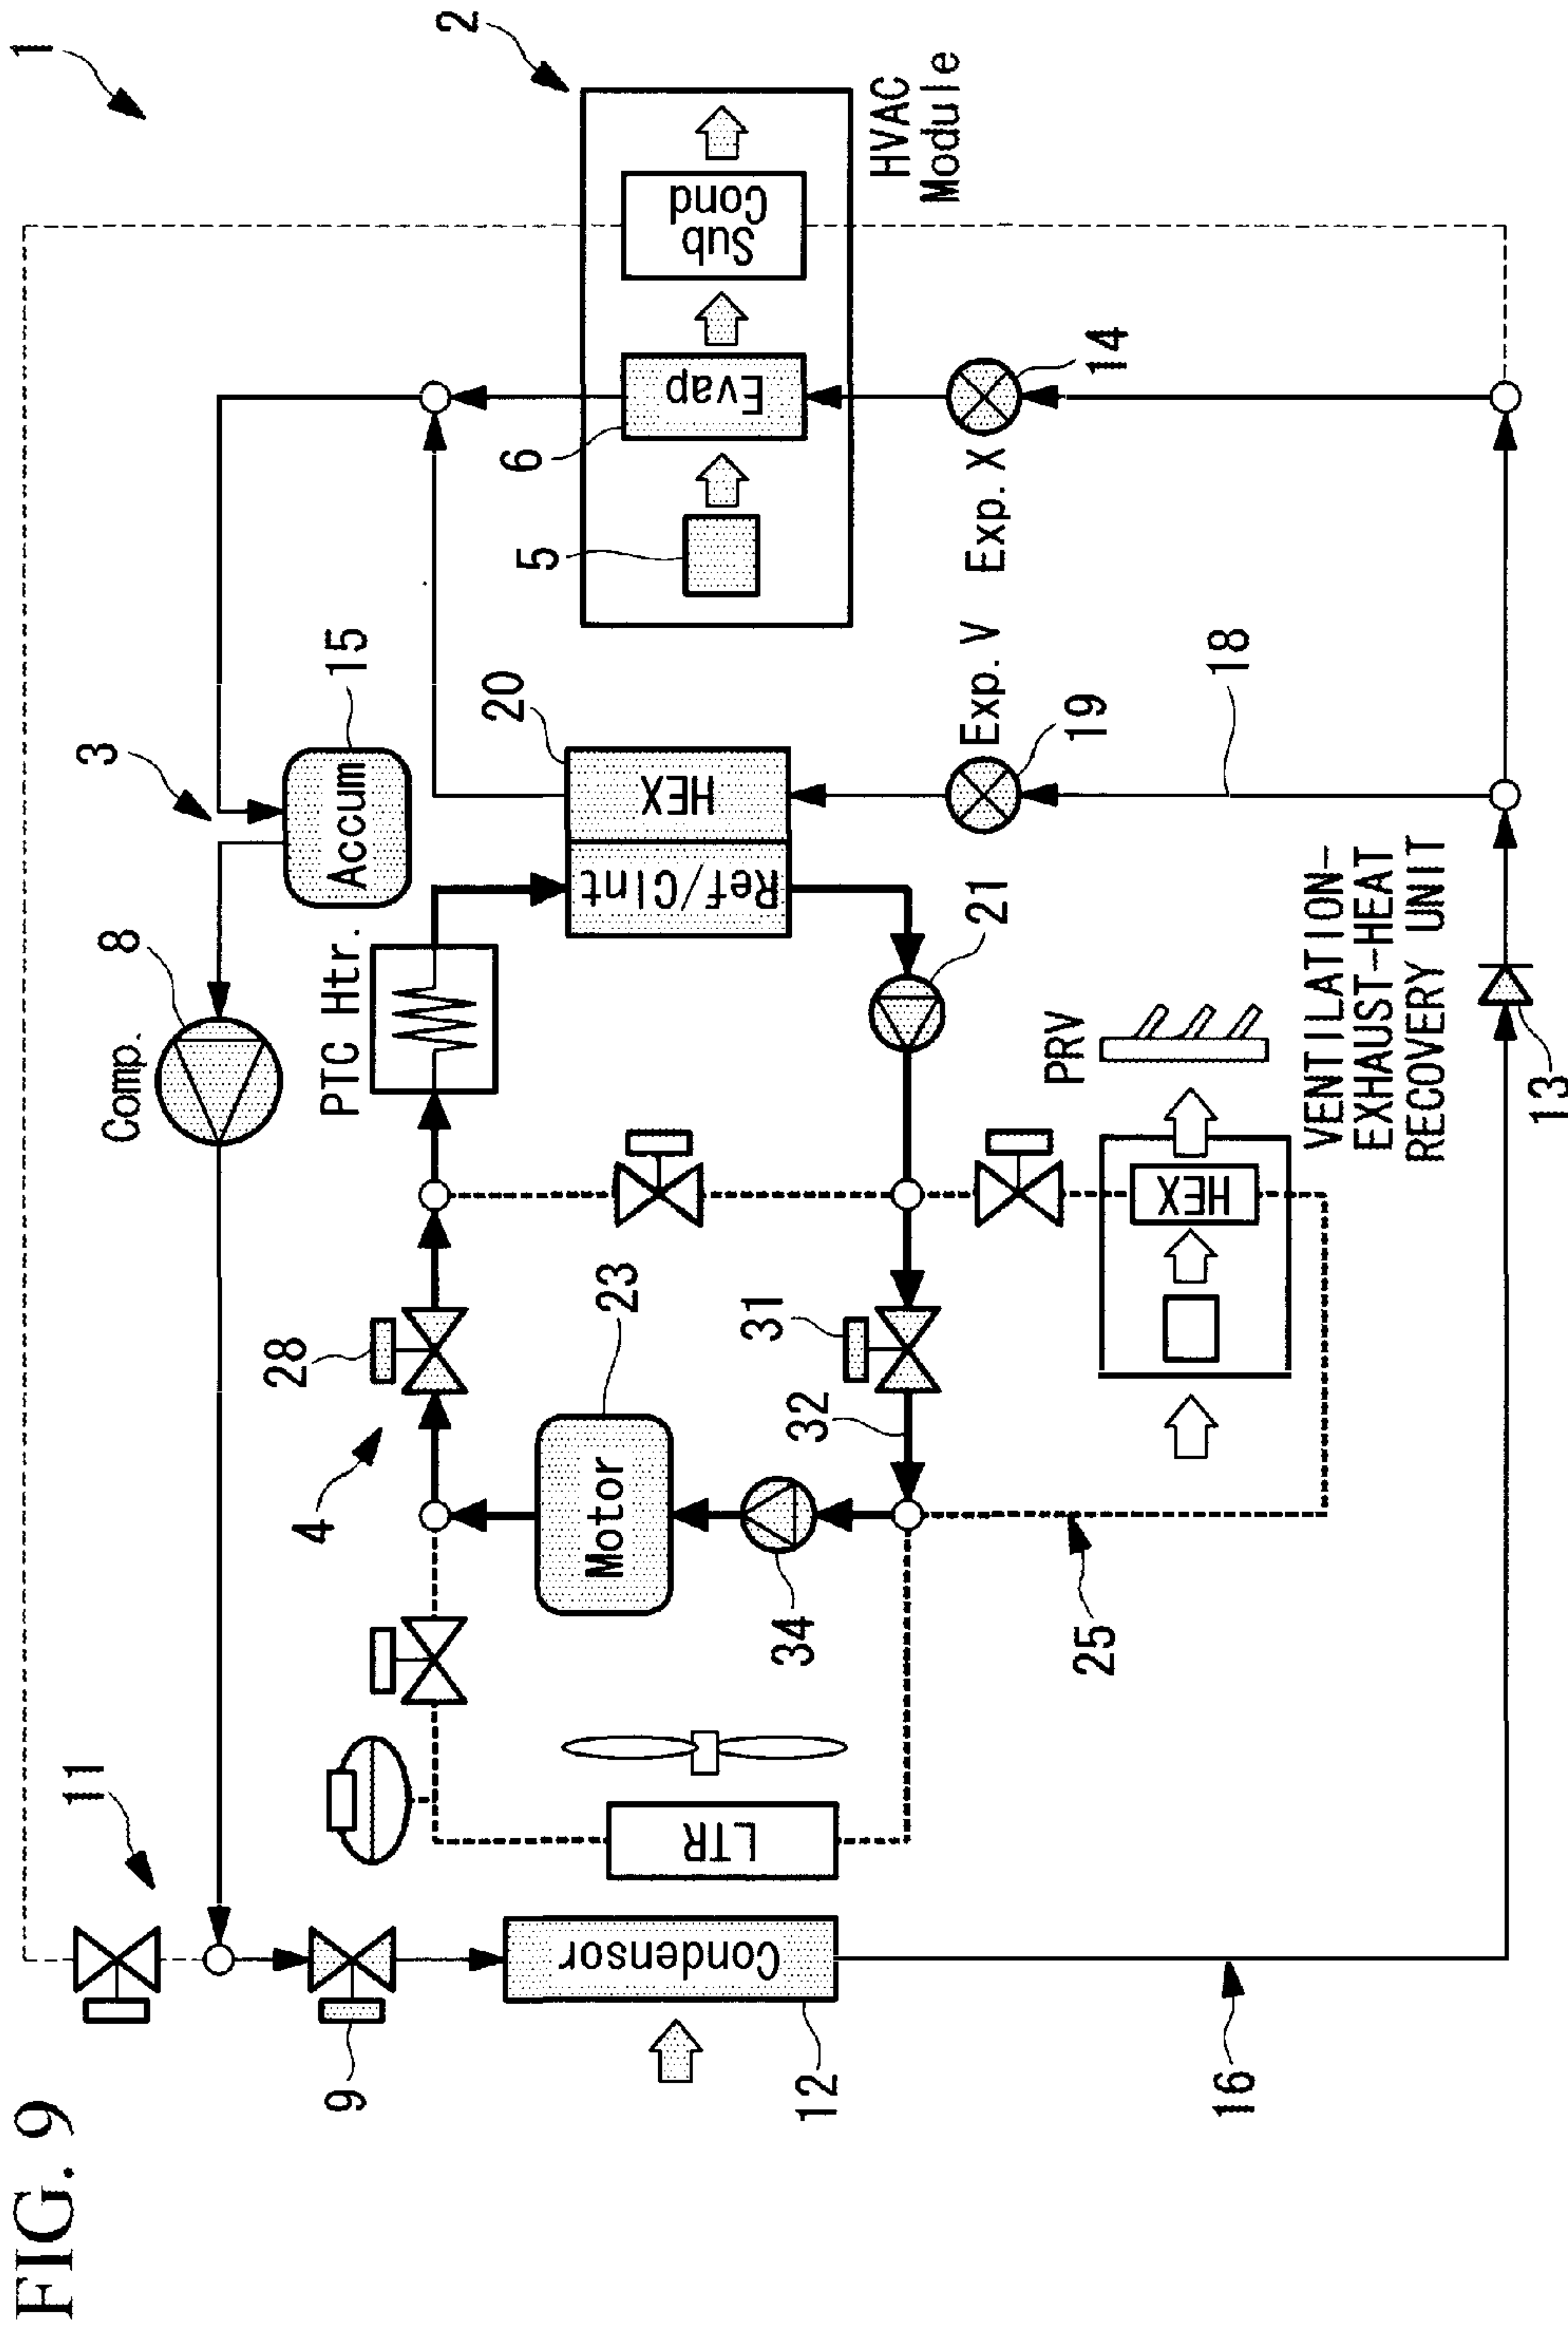 FIG. 9
1
11
3
8
Comp.
15
Accum
9
28
4
PTC Htr.
20
2
HVAC
Module
12
Condensor
LTR
34
23
Motor
32
31
21
Ref/Clnt
HEX
5
6
Evap
Sub
Cond
25
PRV
HEX
VENTILATION-
EXHAUST-HEAT
RECOVERY UNIT
Exp. V
19
Exp. X
14
16
18
13